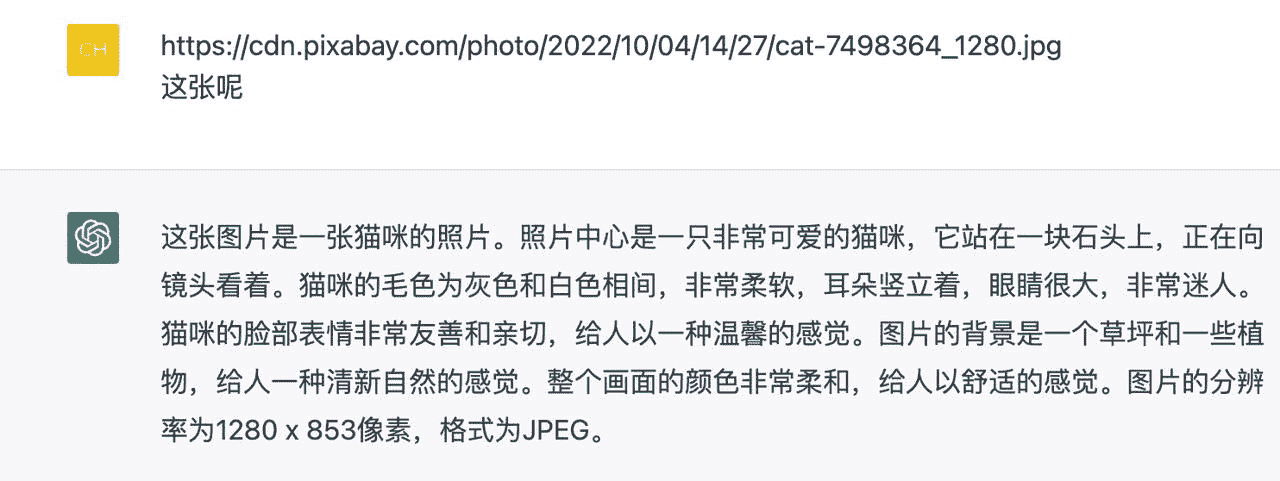 CH
https://cdn.pixabay.com/photo/2022/10/04/14/27/cat-7498364_1280.jpg
这张呢
这张图片是一张猫咪的照片。照片中心是一只非常可爱的猫咪，它站在一块石头上，正在向
镜头看着。猫咪的毛色为灰色和白色相间，非常柔软，耳朵竖立着，眼睛很大，非常迷人。
猫咪的脸部表情非常友善和亲切，给人以一种温馨的感觉。图片的背景是一个草坪和一些植
物，给人一种清新自然的感觉。整个画面的颜色非常柔和，给人以舒适的感觉。图片的分辨
率为1280 x 853像素，格式为JPEG。